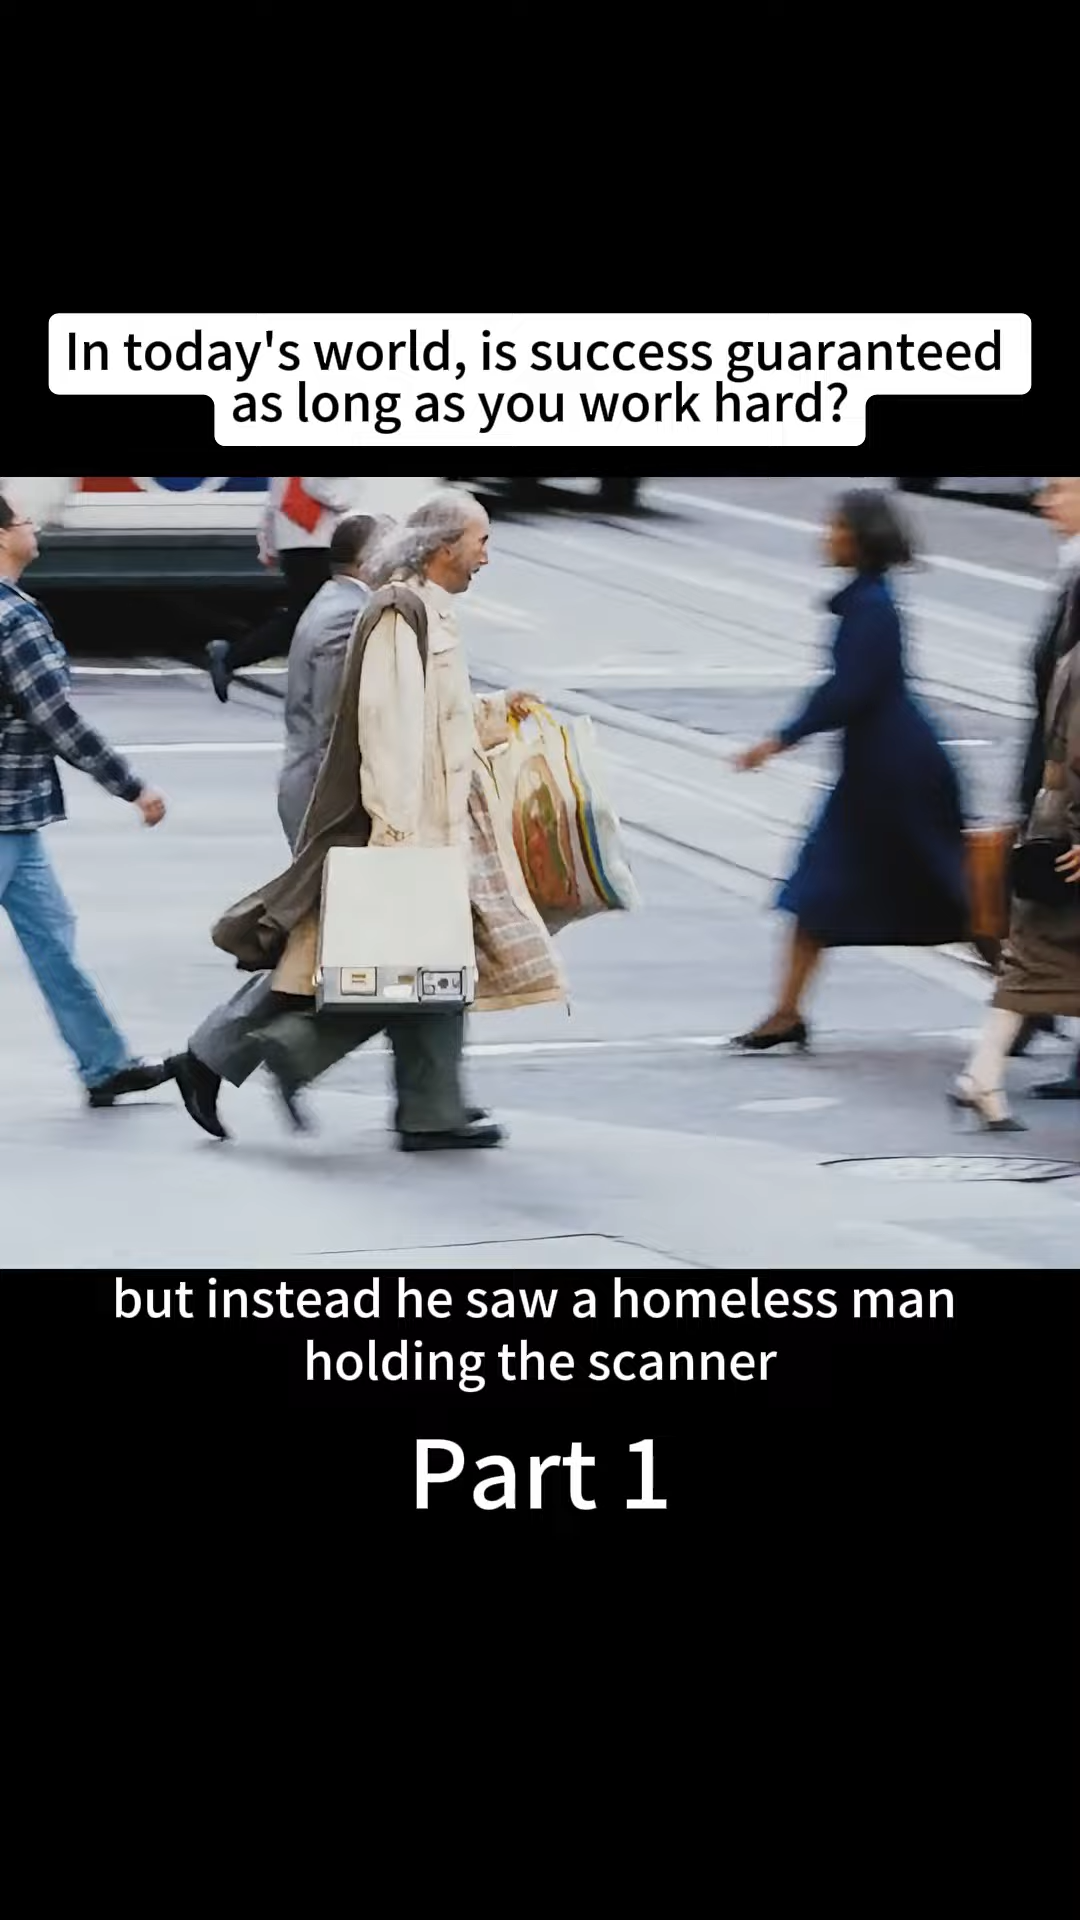 In today's world, is success guaranteed
as long as you work hard?
but instead he saw a homeless man
holding the scanner
Part 1